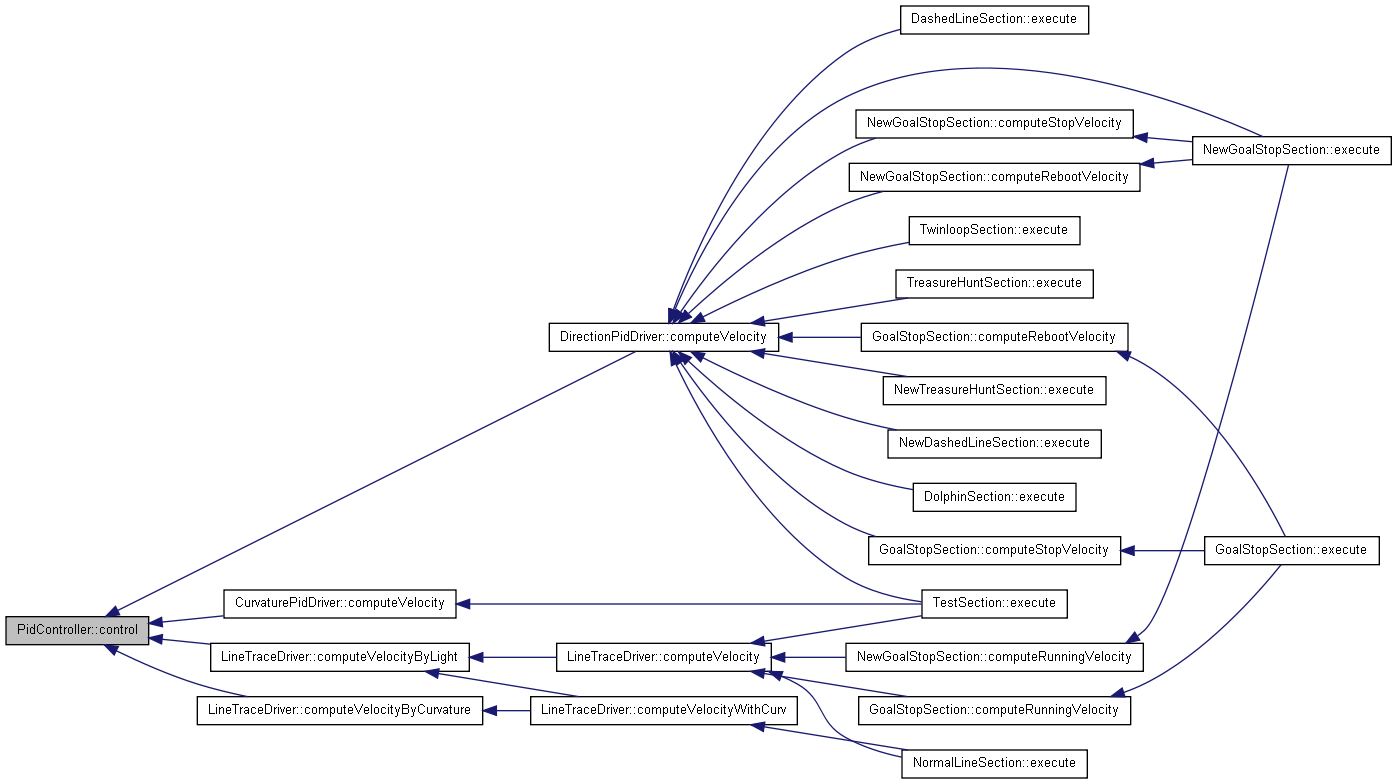 DashedLineSection::execute
NewGoalStopSection::computeStopVelocity
NewGoalStopSection::execute
NewGoalStopSection::computeRebootVelocity
TwinloopSection::execute
TreasureHuntSection::execute
DirectionPidDriver::computeVelocity
GoalStopSection::computeRebootVelocity
NewTreasureHuntSection::execute
NewDashedLineSection::execute
DolphinSection::execute
GoalStopSection::computeStopVelocity
GoalStopSection::execute
CurvaturePidDriver::computeVelocity
TestSection::execute
PidController::control
LineTraceDriver::computeVelocityByLight
LineTraceDriver::computeVelocity
NewGoalStopSection::computeRunningVelocity
LineTraceDriver::computeVelocityByCurvature
LineTraceDriver::computeVelocityWithCurv
GoalStopSection::computeRunningVelocity
NormalLineSection::execute